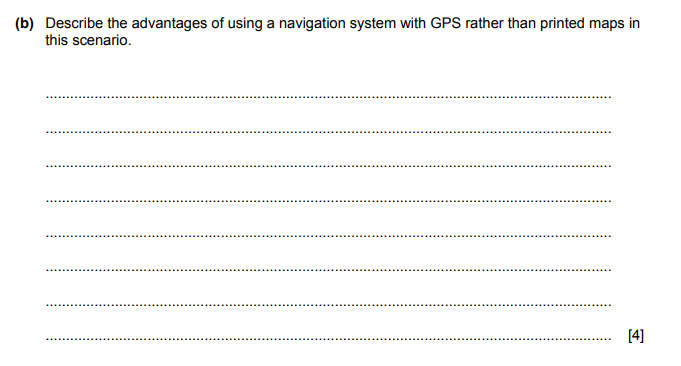 (b) Describe the advantages of using a navigation system with GPS rather than printed maps in
this scenario.
[4]